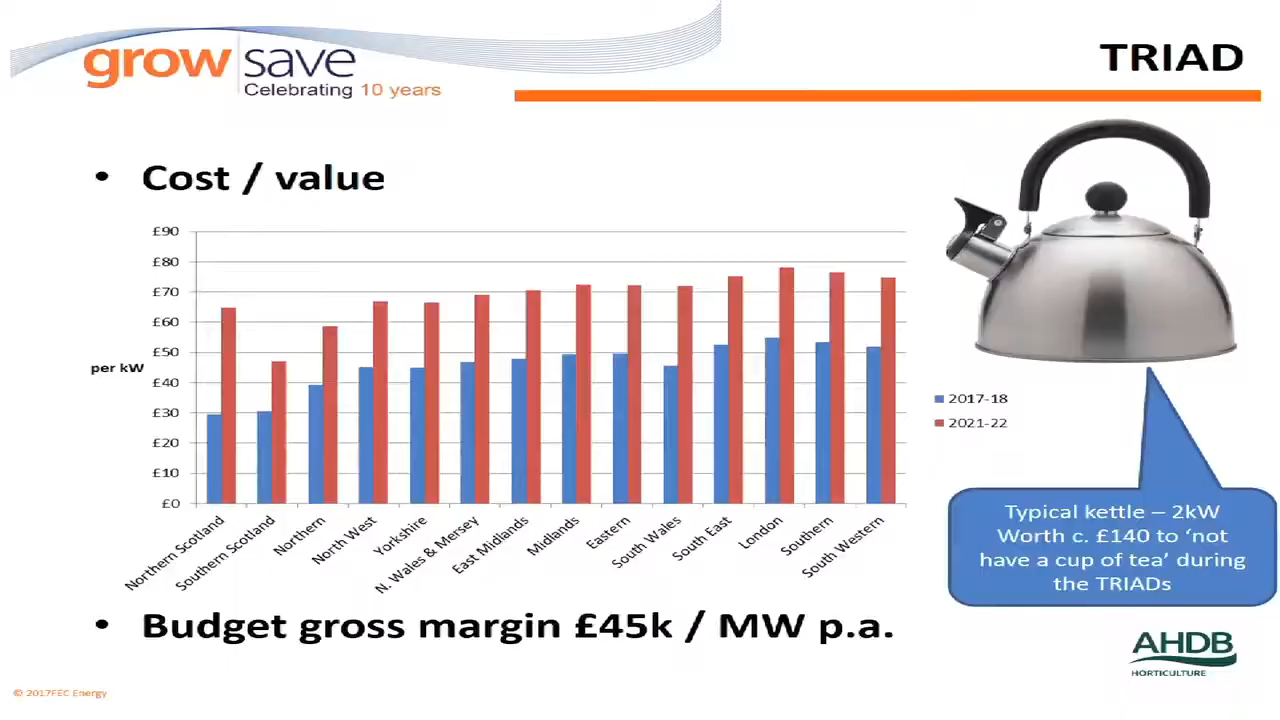 grow save
Celebrating 10 years
TRIAD
• Cost / value
£90
£80
£70
£60
£50
per kW
£40
£30
£20
£10
£0
Northern Scotland
Southern Scotland
Northern
North West
Yorkshire
N. Wales & Mersey
East Midlands
Midlands
Eastern
South Wales
South East
London
Southern
South Western
2017-18
2021-22
Typical kettle – 2kW
Worth c. £140 to ‘not
have a cup of tea’ during
the TRIADs
• Budget gross margin £45k / MW p.a.
AHDB
HORTICULTURE
© 2017FEC Energy